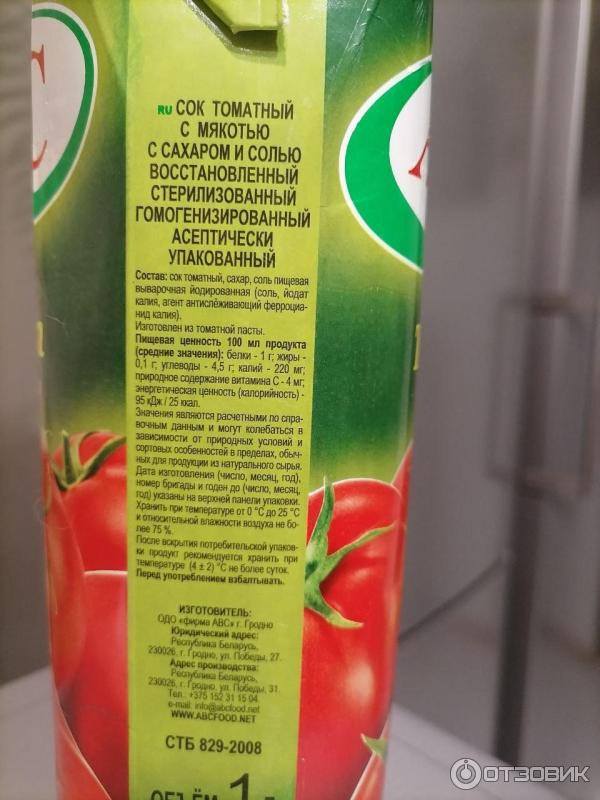 С
RU СОК ТОМАТНЫЙ
С МЯКОТЬЮ
С САХАРОМ И СОЛЬЮ
ВОССТАНОВЛЕННЫЙ
СТЕРИЛИЗОВАННЫЙ
ГОМОГЕНИЗИРОВАННЫЙ
АСЕПТИЧЕСКИ
УПАКОВАННЫЙ
Состав: сок томатный, сахар, соль пищевая
выварочная йодированная (соль, йодат
калия, агент антислёживающий ферроциа-
нид калия).
Изготовлен из томатной пасты.
Пищевая ценность 100 мл продукта
(средние значения): белки - 1 г; жиры -
0,1 г; углеводы - 4,5 г; калий - 220 мг;
природное содержание витамина С - 4 мг;
энергетическая ценность (калорийность) -
95 кДж / 25 ккал.
Значения являются расчетными по спра-
вочным данным и могут колебаться в
зависимости от природных условий и
сортовых особенностей в пределах, обыч-
ных для продукции из натурального сырья.
Дата изготовления (число, месяц, год),
номер бригады и годен до (число, месяц,
год) указаны на верхней панели упаковки.
Хранить при температуре от 0 °С до 25 °С
и относительной влажности воздуха не бо-
лее 75 %.
После вскрытия потребительской упаков-
ки продукт рекомендуется хранить при
температуре (4 ± 2) °С не более суток.
Перед употреблением взбалтывать.
ИЗГОТОВИТЕЛЬ:
ОДО «фирма АВС» г. Гродно
Юридический адрес:
Республика Беларусь,
230026, г. Гродно, ул. Победы, 27.
Адрес производства:
Республика Беларусь,
230026, г. Гродно, ул. Победы, 31.
Тел.: +375 152 31 15 04.
e-mail: info@abcfood.net
WWW.ABCFOOD.NET
СТБ 829-2008
ОБЪЁМ 1 л
ОТЗОВИК